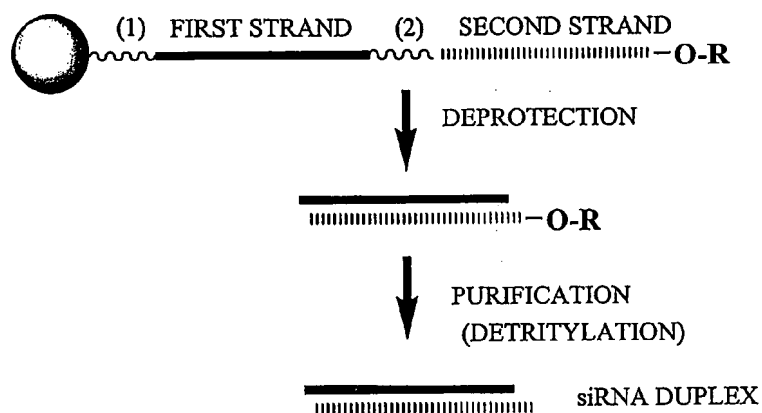 (1) FIRST STRAND (2) SECOND STRAND
O-R
DEPROTECTION
O-R
PURIFICATION
(DETRITYLATION)
siRNA DUPLEX